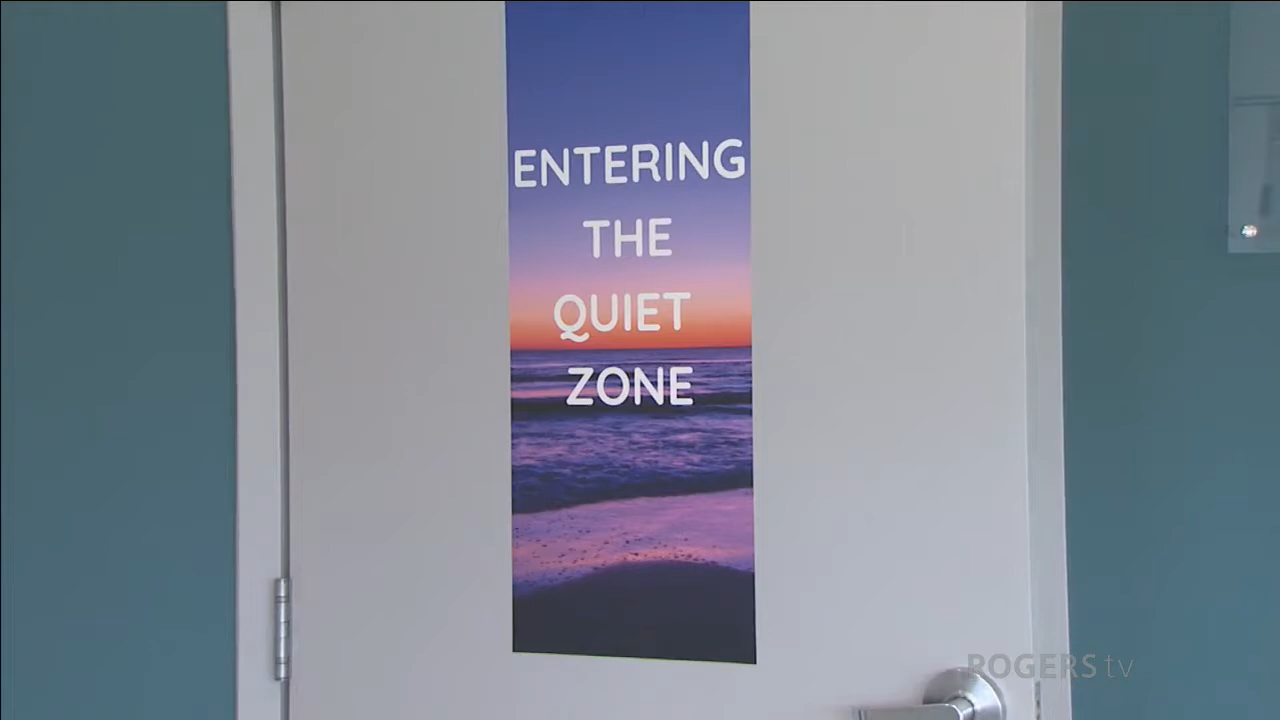 ENTERING
THE
QUIET
ZONE
ROGERS tv